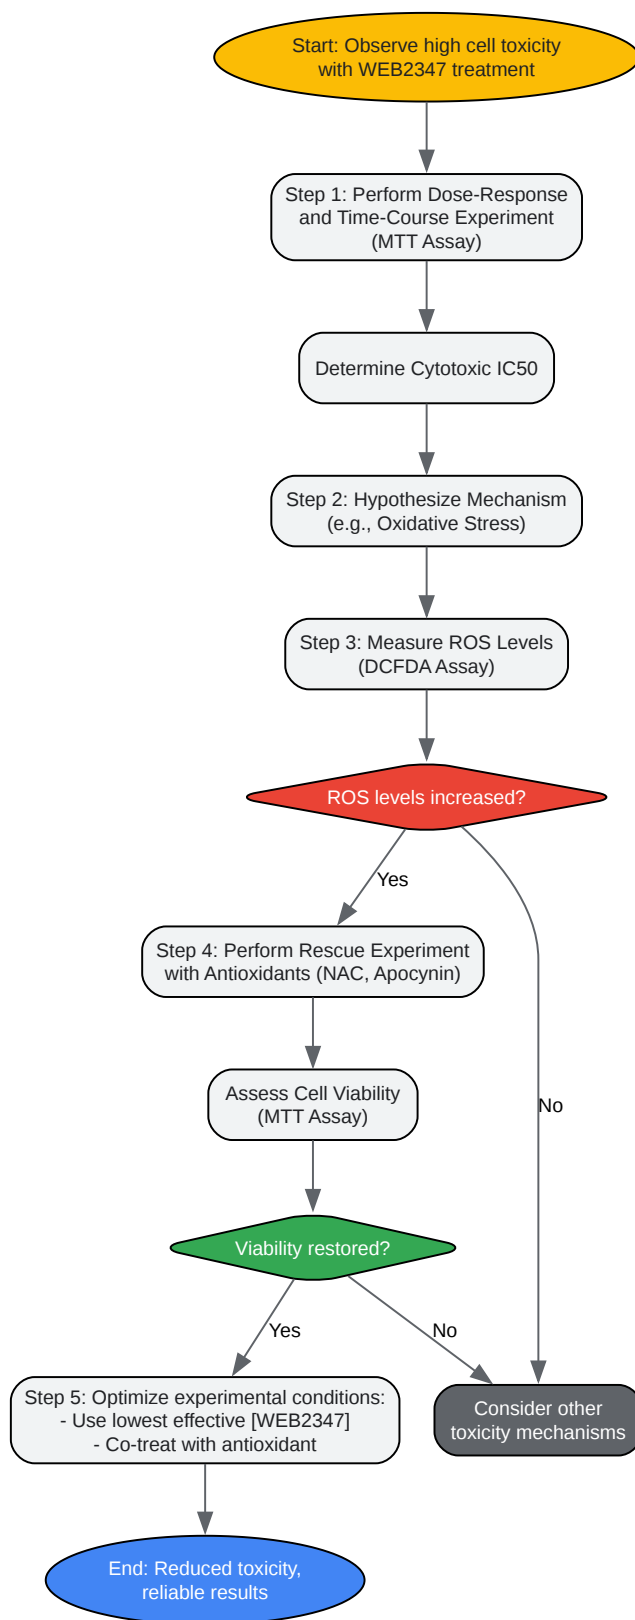 Start: Observe high cell toxicity
with WEB2347 treatment
Step 1: Perform Dose-Response
and Time-Course Experiment
(MTT Assay)
Determine Cytotoxic IC50
Step 2: Hypothesize Mechanism
(e.g., Oxidative Stress)
Step 3: Measure ROS Levels
(DCFDA Assay)
ROS levels increased?
Yes
Step 4: Perform Rescue Experiment
with Antioxidants (NAC, Apocynin)
Assess Cell Viability
(MTT Assay)
No
Viability restored?
Yes
No
Step 5: Optimize experimental conditions:
- Use lowest effective [WEB2347]
- Co-treat with antioxidant
Consider other
toxicity mechanisms
End: Reduced toxicity,
reliable results